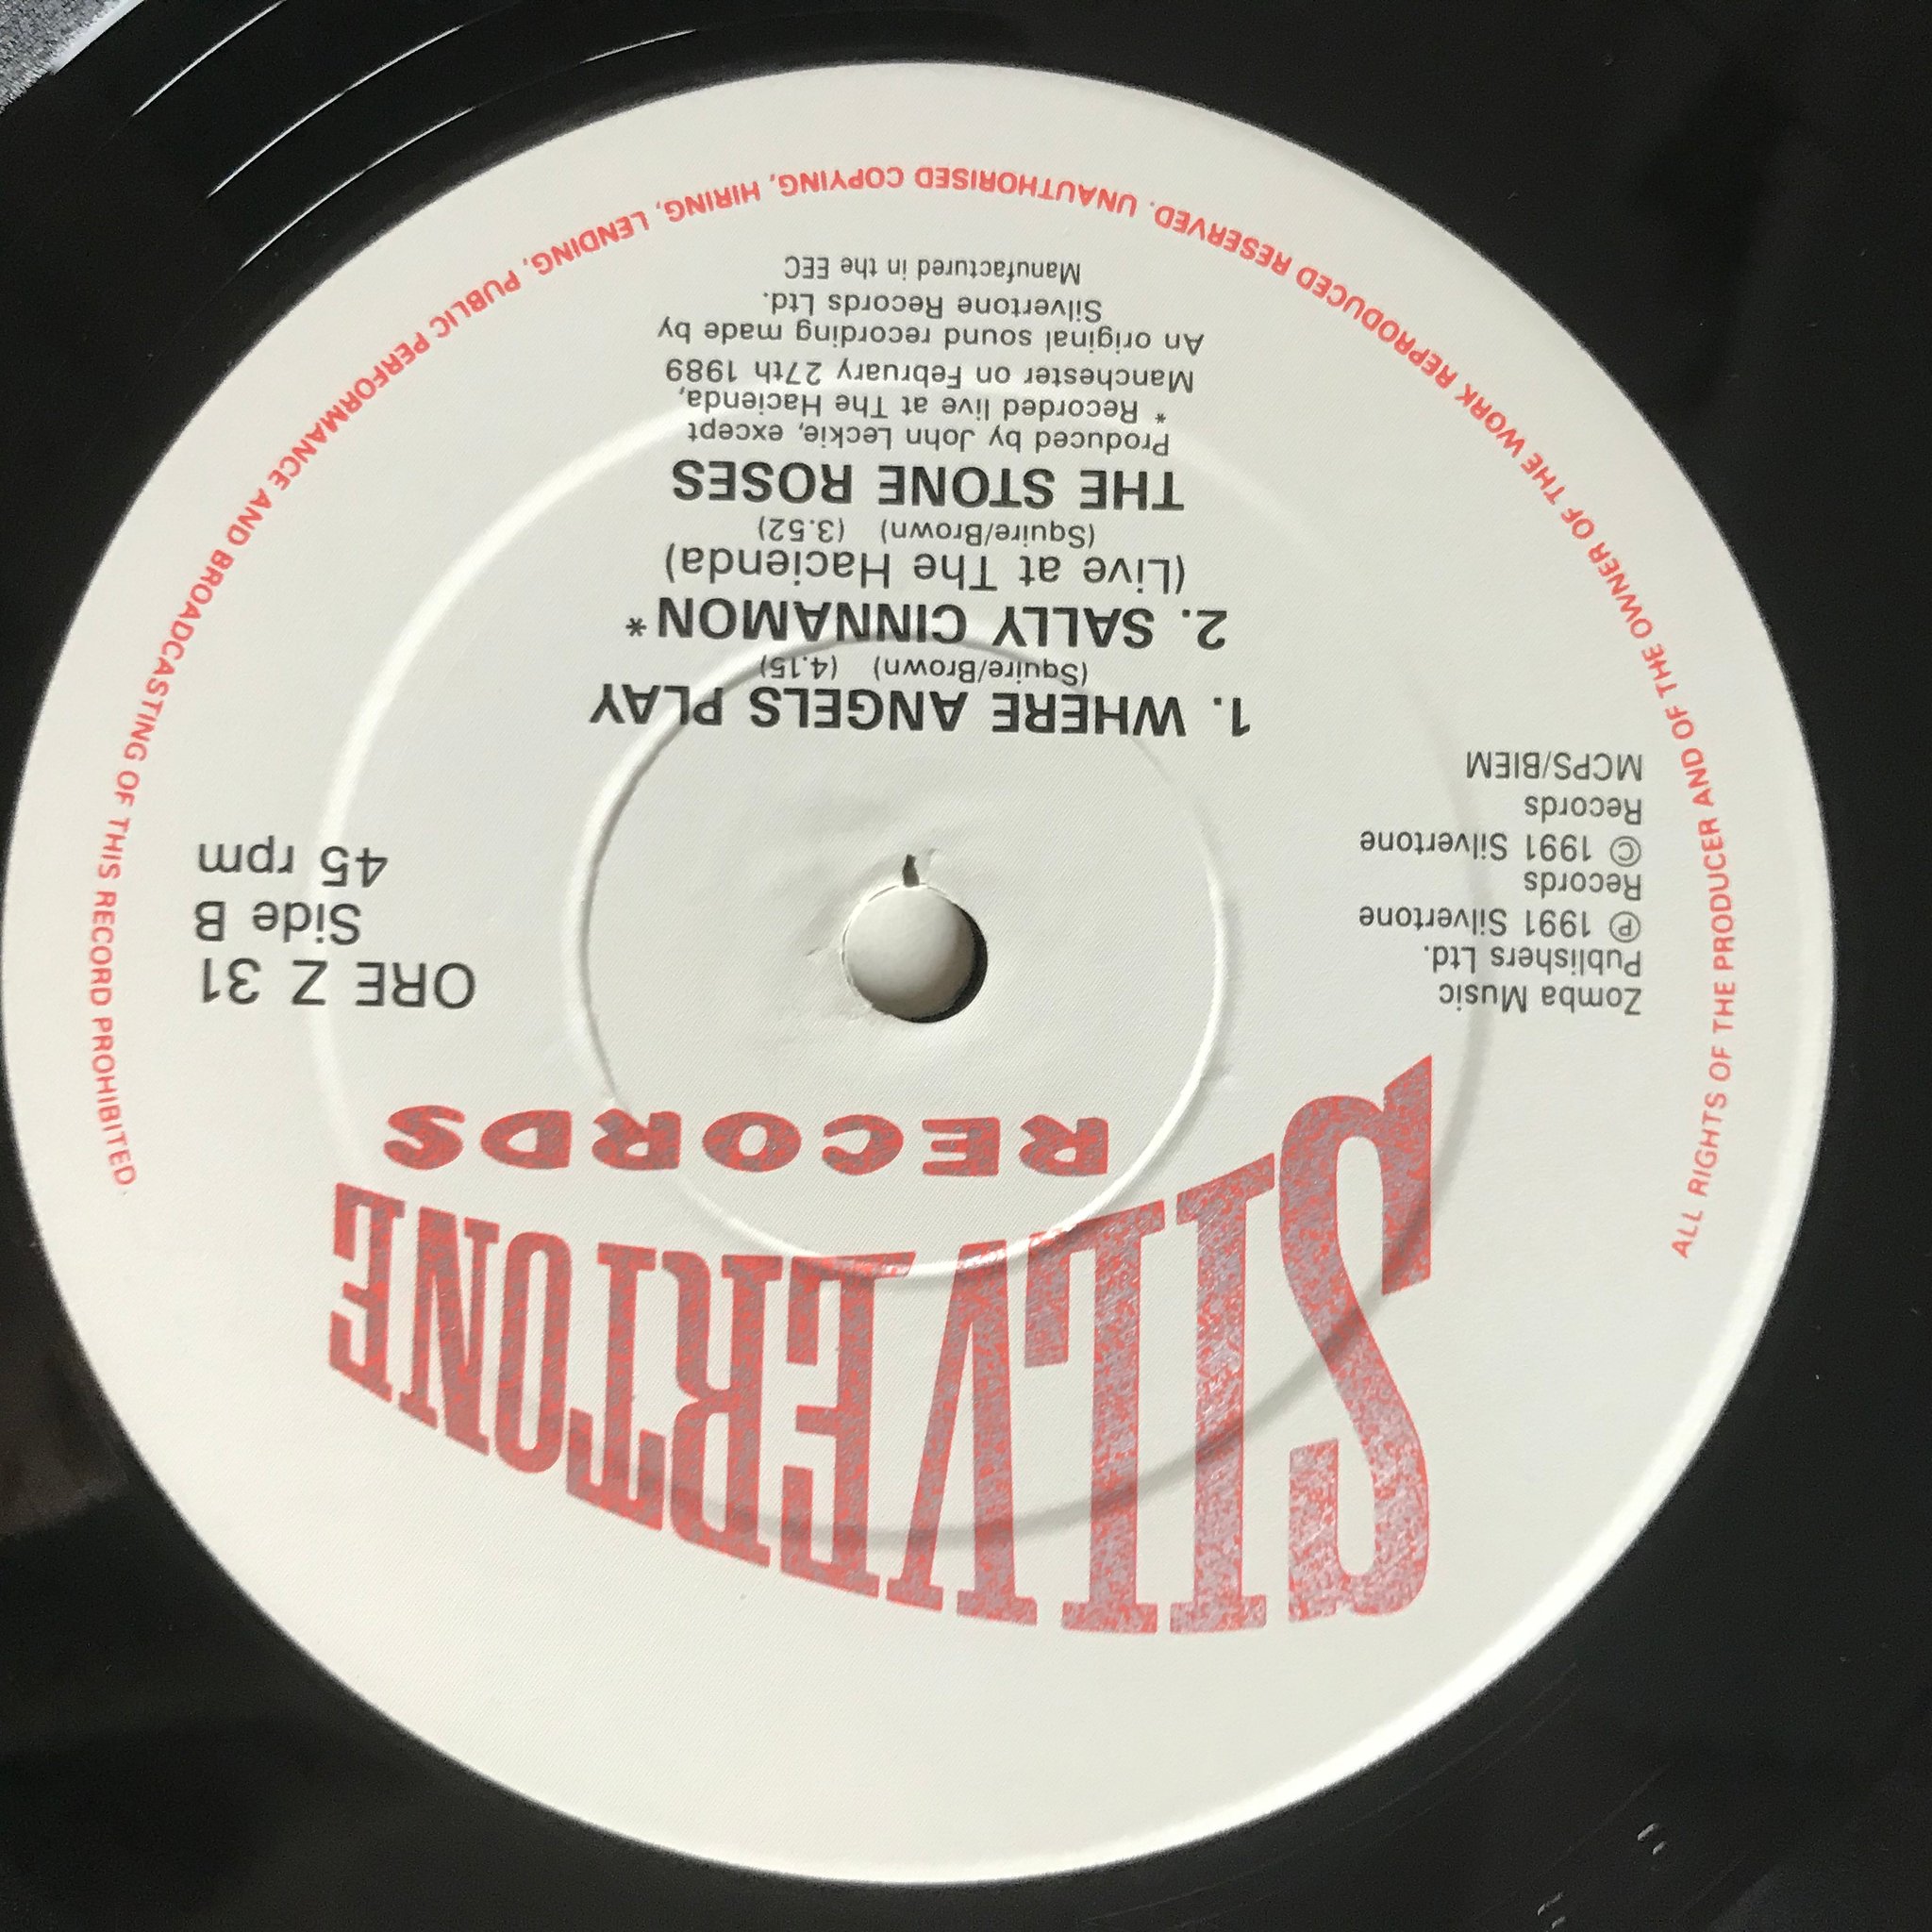 SILVERTONE
RECORDS
ORE Z 31
Side B
45 rpm
Zomba Music
Publishers Ltd.
Ⓟ 1991 Silvertone
Records
© 1991 Silvertone
Records
MCPS/BIEM
1. WHERE ANGELS PLAY
(Squire/Brown) (4.15)
2. SALLY CINNAMON*
(Live at The Hacienda)
(Squire/Brown) (3.52)
THE STONE ROSES
Produced by John Leckie, except
* Recorded live at The Hacienda,
Manchester on February 27th 1989
An original sound recording made by
Silvertone Records Ltd.
Manufactured in the EEC
ALL RIGHTS OF THE PRODUCER AND OF THE OWNER OF THE WORK REPRODUCED RESERVED. UNAUTHORISED COPYING, HIRING, LENDING, PUBLIC PERFORMANCE AND BROADCASTING OF THIS RECORD PROHIBITED.